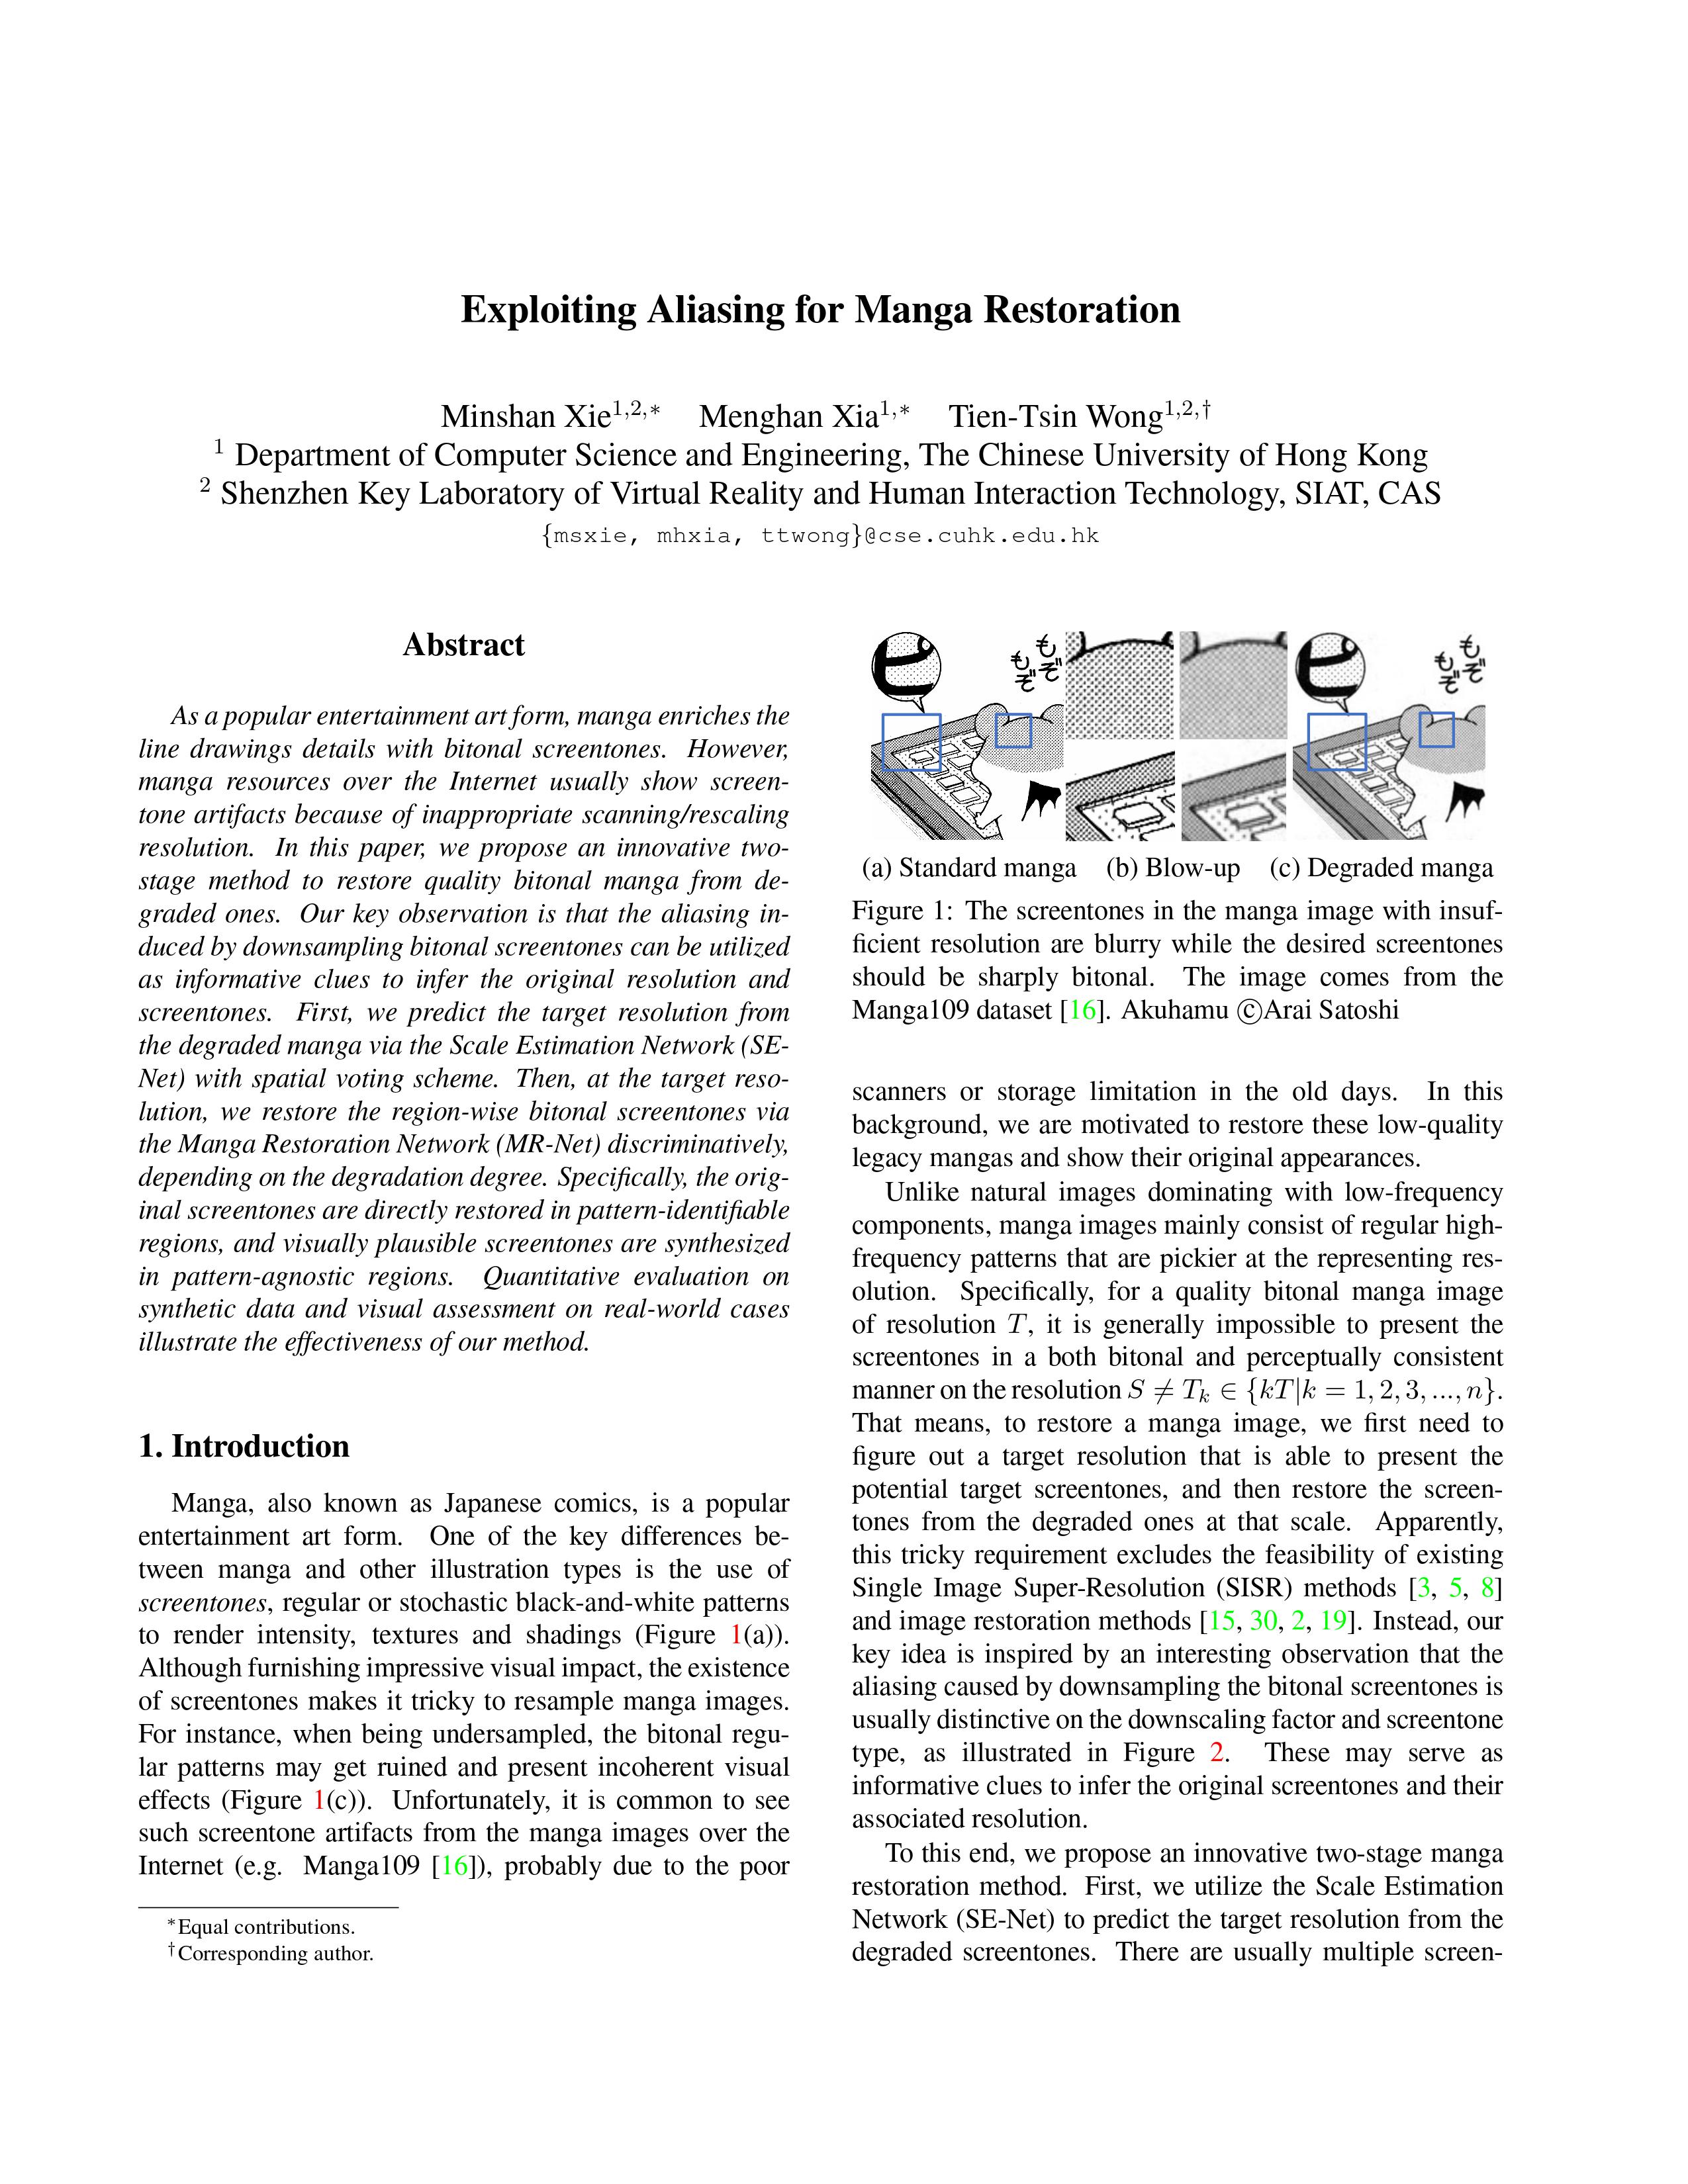 Exploiting Aliasing for Manga Restoration
Minshan Xie1,2,∗ Menghan Xia1,∗ Tien-Tsin Wong1,2,†
1 Department of Computer Science and Engineering, The Chinese University of Hong Kong
2 Shenzhen Key Laboratory of Virtual Reality and Human Interaction Technology, SIAT, CAS
{msxie, mhxia, ttwong}@cse.cuhk.edu.hk
Abstract
As a popular entertainment art form, manga enriches the
line drawings details with bitonal screentones. However,
manga resources over the Internet usually show screen-
tone artifacts because of inappropriate scanning/rescaling
resolution. In this paper, we propose an innovative two-
stage method to restore quality bitonal manga from de-
graded ones. Our key observation is that the aliasing in-
duced by downsampling bitonal screentones can be utilized
as informative clues to infer the original resolution and
screentones. First, we predict the target resolution from
the degraded manga via the Scale Estimation Network (SE-
Net) with spatial voting scheme. Then, at the target reso-
lution, we restore the region-wise bitonal screentones via
the Manga Restoration Network (MR-Net) discriminatively,
depending on the degradation degree. Specifically, the orig-
inal screentones are directly restored in pattern-identifiable
regions, and visually plausible screentones are synthesized
in pattern-agnostic regions. Quantitative evaluation on
synthetic data and visual assessment on real-world cases
illustrate the effectiveness of our method.
1. Introduction
Manga, also known as Japanese comics, is a popular
entertainment art form. One of the key differences be-
tween manga and other illustration types is the use of
screentones, regular or stochastic black-and-white patterns
to render intensity, textures and shadings (Figure 1(a)).
Although furnishing impressive visual impact, the existence
of screentones makes it tricky to resample manga images.
For instance, when being undersampled, the bitonal regu-
lar patterns may get ruined and present incoherent visual
effects (Figure 1(c)). Unfortunately, it is common to see
such screentone artifacts from the manga images over the
Internet (e.g. Manga109 [16]), probably due to the poor
∗Equal contributions.
†Corresponding author.
もぞ
もぞ
もぞ
もぞ
(a) Standard manga (b) Blow-up (c) Degraded manga
Figure 1: The screentones in the manga image with insuf-
ficient resolution are blurry while the desired screentones
should be sharply bitonal. The image comes from the
Manga109 dataset [16]. Akuhamu ©Arai Satoshi
scanners or storage limitation in the old days. In this
background, we are motivated to restore these low-quality
legacy mangas and show their original appearances.
Unlike natural images dominating with low-frequency
components, manga images mainly consist of regular high-
frequency patterns that are pickier at the representing res-
olution. Specifically, for a quality bitonal manga image
of resolution T, it is generally impossible to present the
screentones in a both bitonal and perceptually consistent
manner on the resolution S ≠ Tk ∈ {kT|k = 1, 2, 3, ..., n}.
That means, to restore a manga image, we first need to
figure out a target resolution that is able to present the
potential target screentones, and then restore the screen-
tones from the degraded ones at that scale. Apparently,
this tricky requirement excludes the feasibility of existing
Single Image Super-Resolution (SISR) methods [3, 5, 8]
and image restoration methods [15, 30, 2, 19]. Instead, our
key idea is inspired by an interesting observation that the
aliasing caused by downsampling the bitonal screentones is
usually distinctive on the downscaling factor and screentone
type, as illustrated in Figure 2. These may serve as
informative clues to infer the original screentones and their
associated resolution.
To this end, we propose an innovative two-stage manga
restoration method. First, we utilize the Scale Estimation
Network (SE-Net) to predict the target resolution from the
degraded screentones. There are usually multiple screen-